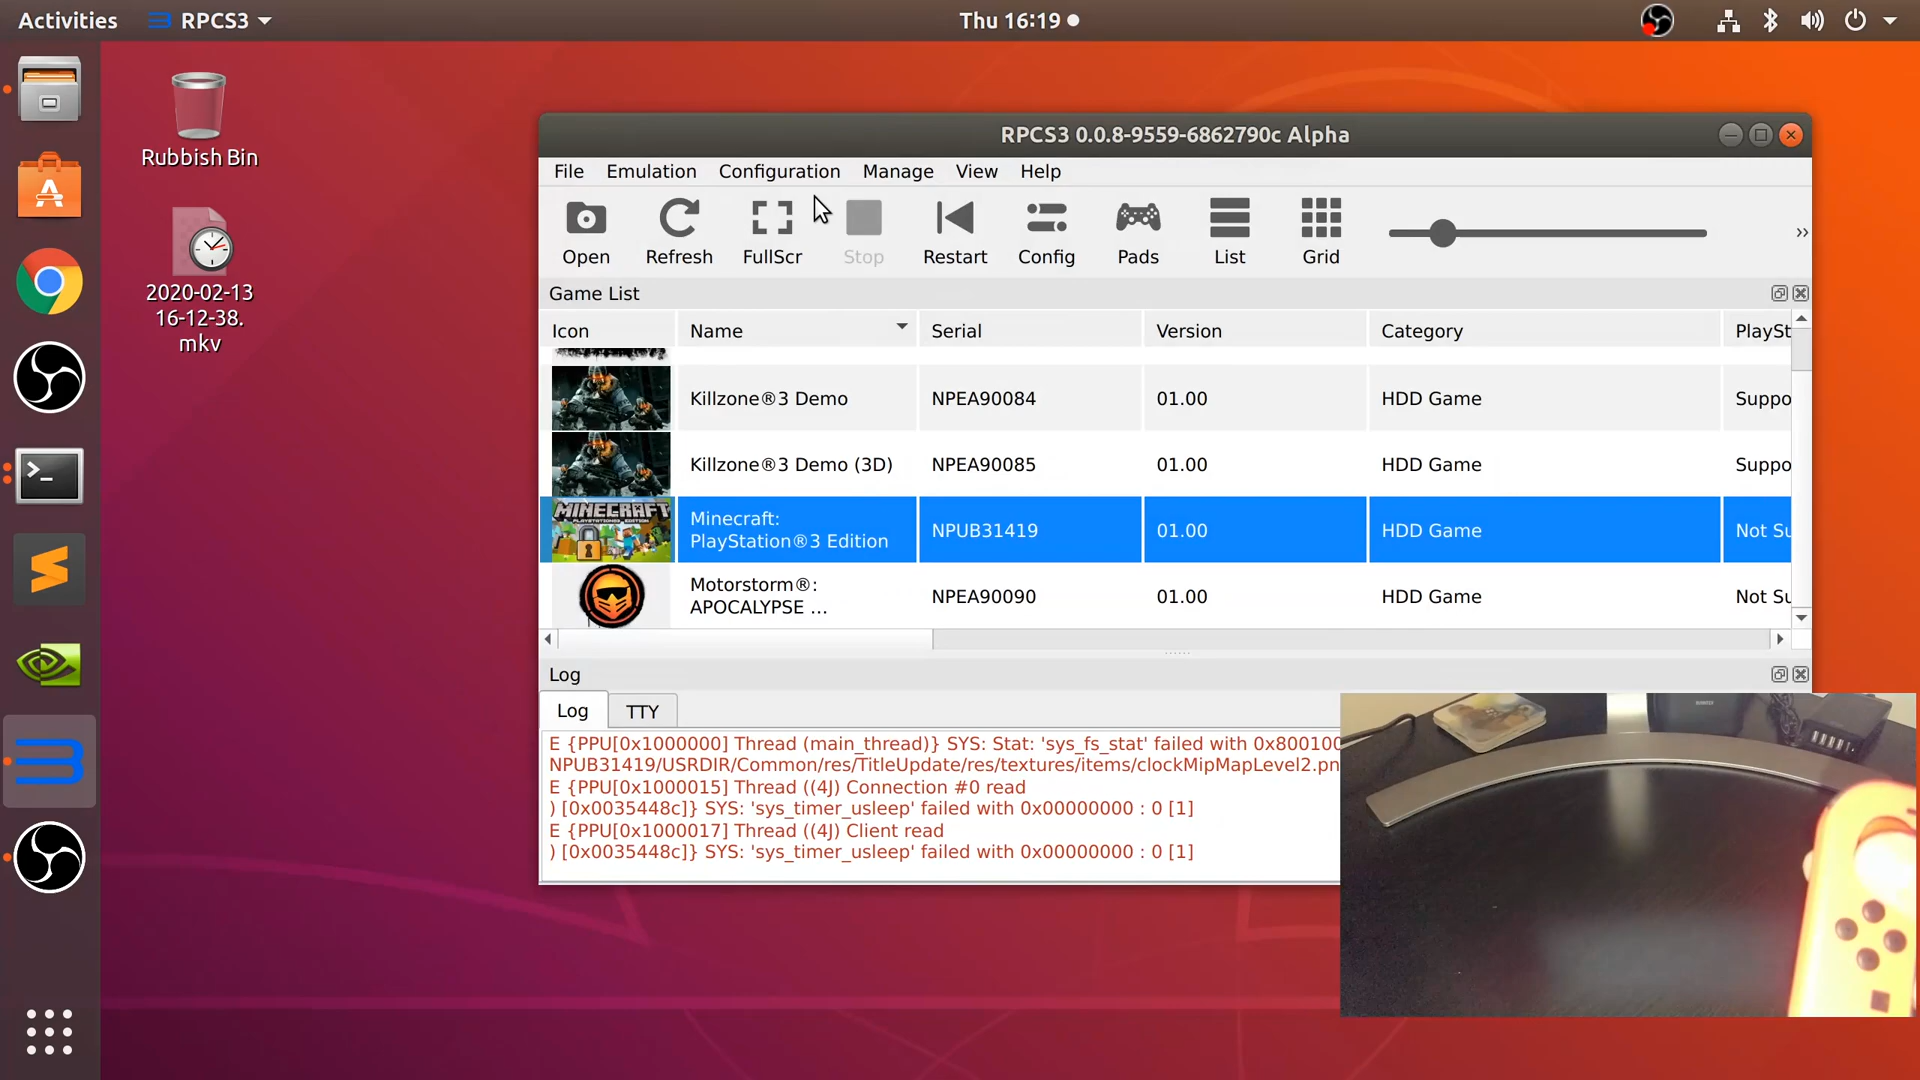 Activities
RPCS3
Thu 16:19
Rubbish Bin
2020-02-13
16-12-38.
mkv
RPCS3 0.0.8-9559-6862790c Alpha
File Emulation Configuration Manage View Help
Open Refresh FullScr Stop Restart Config Pads List Grid
Game List
Icon Name Serial Version Category PlaySt
Killzone®3 Demo NPEA90084 01.00 HDD Game Suppo
Killzone®3 Demo (3D) NPEA90085 01.00 HDD Game Suppo
MINECRAFT
Minecraft:
PlayStation®3 Edition NPUB31419 01.00 HDD Game Not Su
Motorstorm®:
APOCALYPSE ... NPEA90090 01.00 HDD Game Not Su
Log
Log TTY
E {PPU[0x1000000] Thread (main_thread)} SYS: Stat: 'sys_fs_stat' failed with 0x800100
NPUB31419/USRDIR/Common/res/TitleUpdate/res/textures/items/clockMipMapLevel2.pn
E {PPU[0x1000015] Thread ((4J) Connection #0 read
) [0x0035448c]} SYS: 'sys_timer_usleep' failed with 0x00000000 : 0 [1]
E {PPU[0x1000017] Thread ((4J) Client read
) [0x0035448c]} SYS: 'sys_timer_usleep' failed with 0x00000000 : 0 [1]